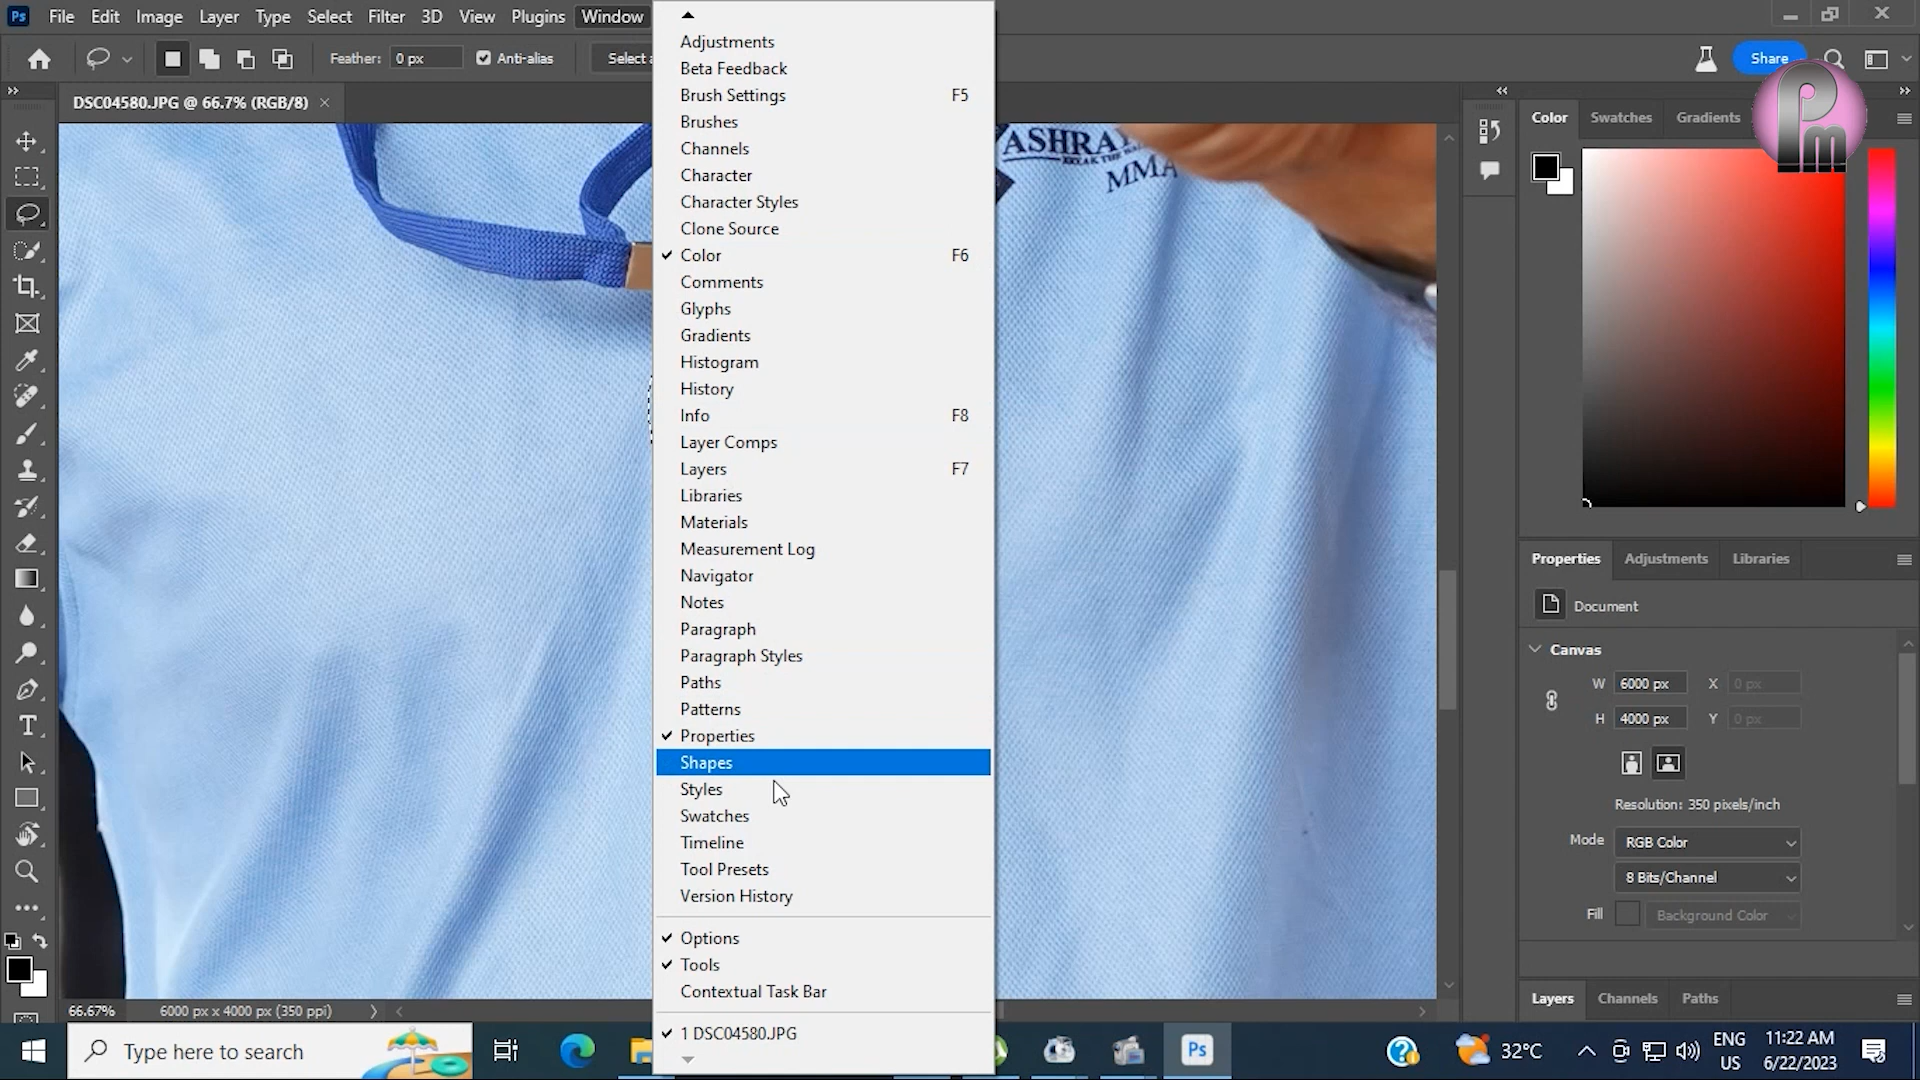 Ps File Edit Image Layer Type Select Filter 3D View Plugins Window
Feather: 0 px Anti-alias Select a Share
DSC04580.JPG @ 66.7% (RGB/8) ×
Adjustments
Beta Feedback
Brush Settings F5
Brushes
Channels
Character
Character Styles
Clone Source
Color F6
Comments
Glyphs
Gradients
Histogram
History
Info F8
Layer Comps
Layers F7
Libraries
Materials
Measurement Log
Navigator
Notes
Paragraph
Paragraph Styles
Paths
Patterns
Properties
Shapes
Styles
Swatches
Timeline
Tool Presets
Version History
Options
Tools
Contextual Task Bar
1 DSC04580.JPG
ASHRA
BREAK THE
MMA
Color Swatches Gradients
Pm
Properties Adjustments Libraries
Document
Canvas
W 6000 px X 0 px
H 4000 px Y 0 px
Resolution: 350 pixels/inch
Mode RGB Color
8 Bits/Channel
Fill Background Color
Layers Channels Paths
66.67% 6000 px x 4000 px (350 ppi)
Type here to search
Ps
32°C
ENG
US
11:22 AM
6/22/2023